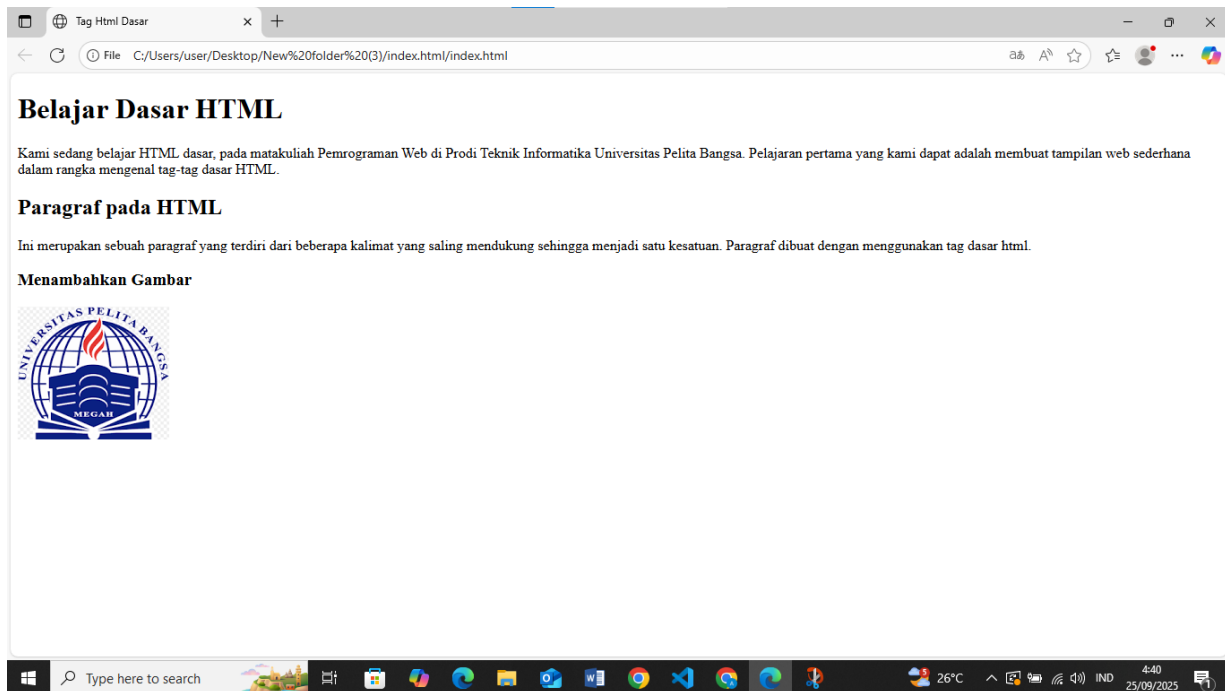 Tag Html Dasar
File C:/Users/user/Desktop/New%20folder%20(3)/index.html/index.html
Belajar Dasar HTML
Kami sedang belajar HTML dasar, pada matakuliah Pemrograman Web di Prodi Teknik Informatika Universitas Pelita Bangsa. Pelajaran pertama yang kami dapat adalah membuat tampilan web sederhana
dalam rangka mengenal tag-tag dasar HTML.
Paragraf pada HTML
Ini merupakan sebuah paragraf yang terdiri dari beberapa kalimat yang saling mendukung sehingga menjadi satu kesatuan. Paragraf dibuat dengan menggunakan tag dasar html.
Menambahkan Gambar
UNIVERSITAS PELITA BANGSA
MEGAH
Type here to search
26°C
IND
4:40
25/09/2025
1